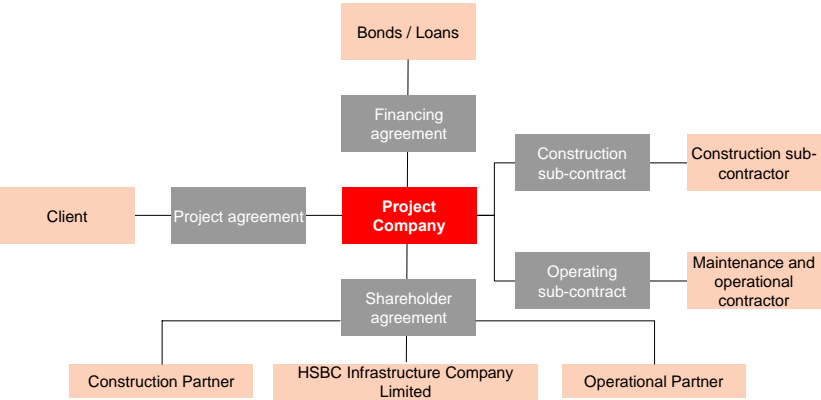 Bonds / Loans
Financing
agreement
Construction
sub-contract
Construction sub-
contractor
Client
Project agreement
Project
Company
Operating
sub-contract
Maintenance and
operational
contractor
Shareholder
agreement
Construction Partner
HSBC Infrastructure Company
Limited
Operational Partner